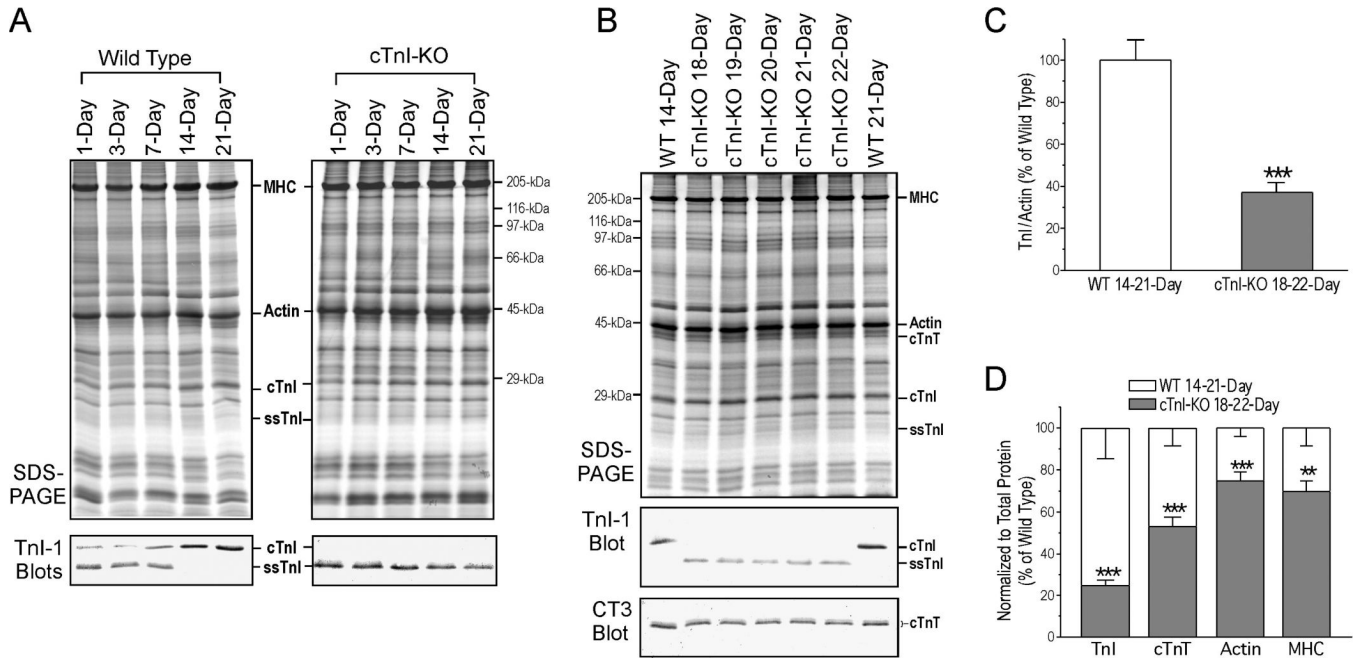 A
Wild Type
cTnI-KO
1-Day
3-Day
7-Day
14-Day
21-Day
1-Day
3-Day
7-Day
14-Day
21-Day
MHC
Actin
cTnI
ssTnI
205-kDa
116-kDa
97-kDa
66-kDa
45-kDa
29-kDa
SDS-
PAGE
TnI-1
Blots
cTnI
ssTnI
B
WT 14-Day
cTnI-KO 18-Day
cTnI-KO 19-Day
cTnI-KO 20-Day
cTnI-KO 21-Day
cTnI-KO 22-Day
WT 21-Day
205-kDa
116-kDa
97-kDa
66-kDa
45-kDa
29-kDa
MHC
Actin
cTnT
cTnI
ssTnI
SDS-
PAGE
TnI-1
Blot
cTnI
ssTnI
CT3
Blot
cTnT
C
TnI/Actin (% of Wild Type)
100
80
60
40
20
0
***
WT 14-21-Day
cTnI-KO 18-22-Day
D
WT 14-21-Day
cTnI-KO 18-22-Day
Normalized to Total Protein
(% of Wild Type)
100
80
60
40
20
0
***
***
***
**
TnI
cTnT
Actin
MHC